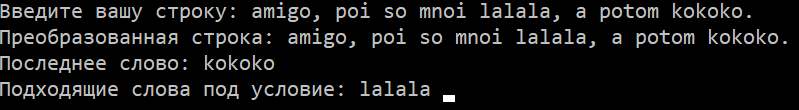 Введите вашу строку: amigo, poi so mnoi lalala, a potom kokoko.
Преобразованная строка: amigo, poi so mnoi lalala, a potom kokoko.
Последнее слово: kokoko
Подходящие слова под условие: lalala